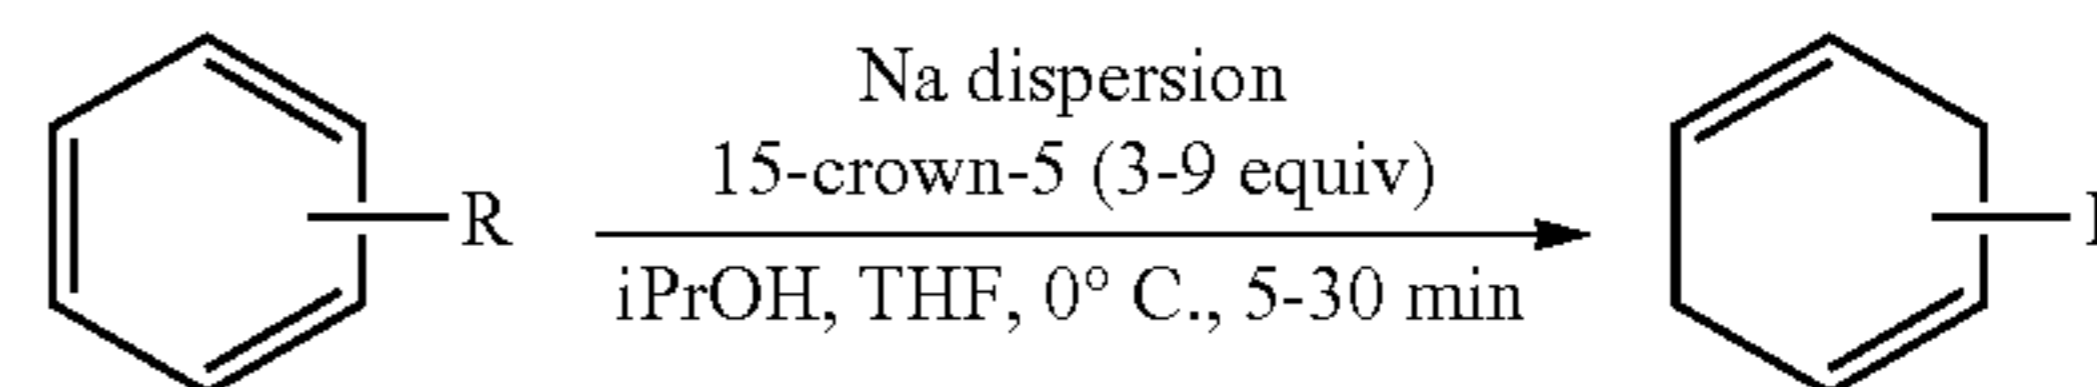 Na dispersion
15-crown-5 (3-9 equiv)
R
iPrOH, THF, 0° C., 5-30 min